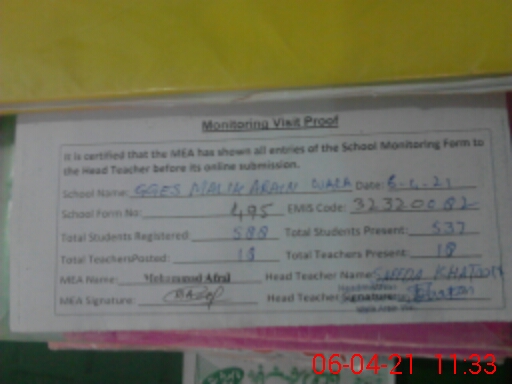 Monitoring Visit Proof
It is certified that the MEA has shown all entries of the School Monitoring Form to
the Head Teacher before its online submission.
School Name: GGES MALIK ARAIN WALA Date: 6-4-21
School Form No: 495 EMIS Code: 32320082
Total Students Registered: 588 Total Students Present: 537
Total TeachersPosted: 18 Total Teachers Present: 18
MEA Name: Mohammad Afzal Head Teacher Name: SAEEDA KHATOON
MEA Signature: Head Teacher Signature:
06-04-21 11:33